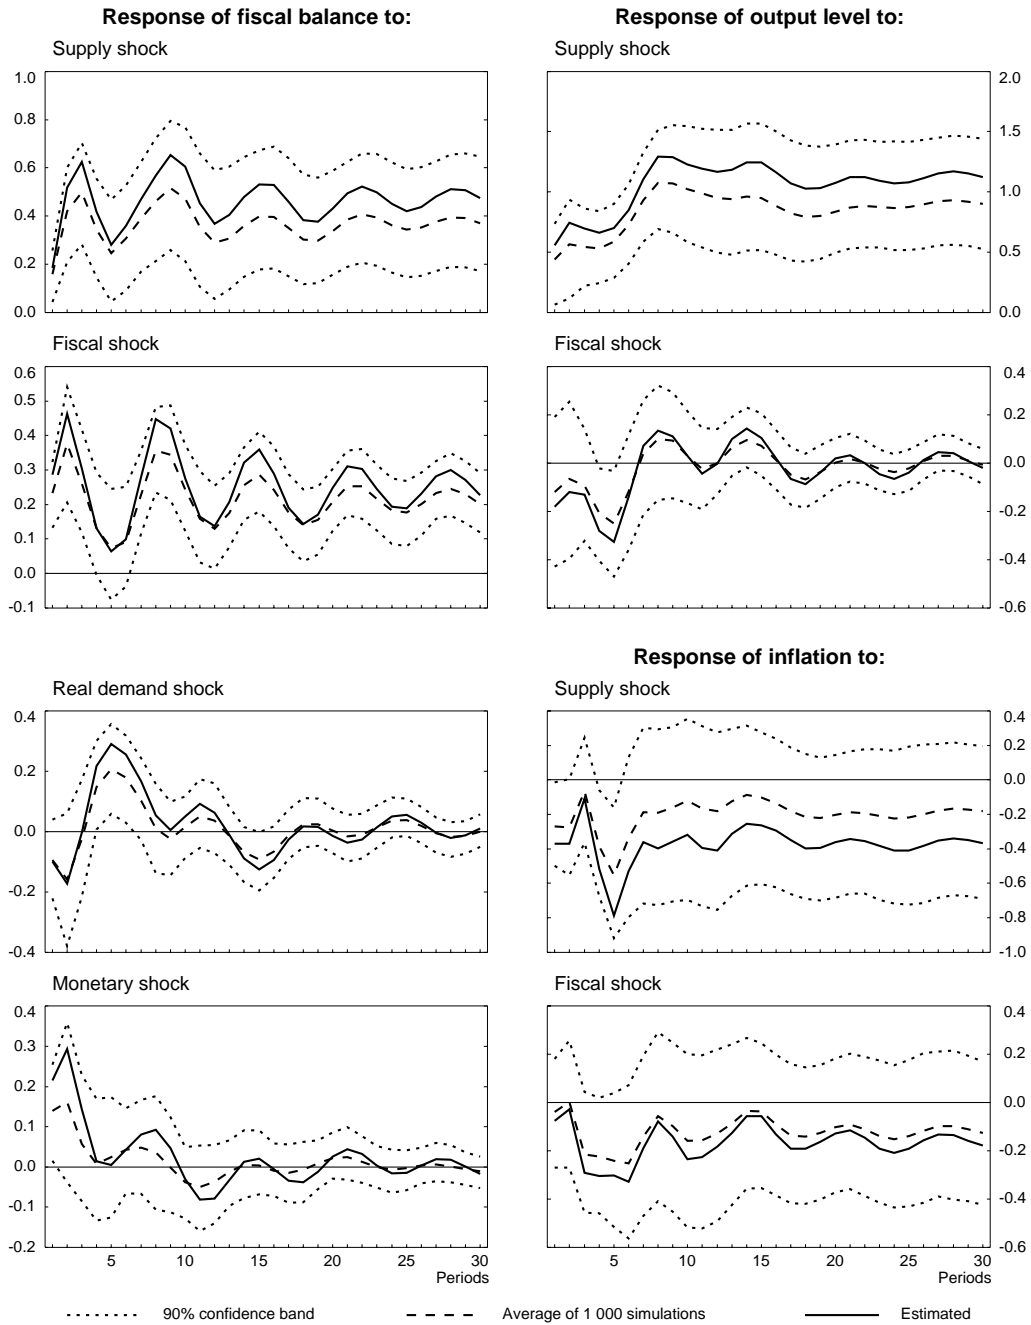 Response of fiscal balance to:
Response of output level to:
Supply shock
Supply shock
1.0
0.8
0.6
0.4
0.2
0.0
2.0
1.5
1.0
0.5
0.0
Fiscal shock
Fiscal shock
0.6
0.5
0.4
0.3
0.2
0.1
0.0
-0.1
0.4
0.2
0.0
-0.2
-0.4
-0.6
Response of inflation to:
Real demand shock
Supply shock
0.4
0.2
0.0
-0.2
-0.4
0.4
0.2
0.0
-0.2
-0.4
-0.6
-0.8
-1.0
Monetary shock
Fiscal shock
0.4
0.3
0.2
0.1
0.0
-0.1
-0.2
0.4
0.2
0.0
-0.2
-0.4
-0.6
5 10 15 20 25 30
Periods
5 10 15 20 25 30
Periods
90% confidence band
Average of 1 000 simulations
Estimated